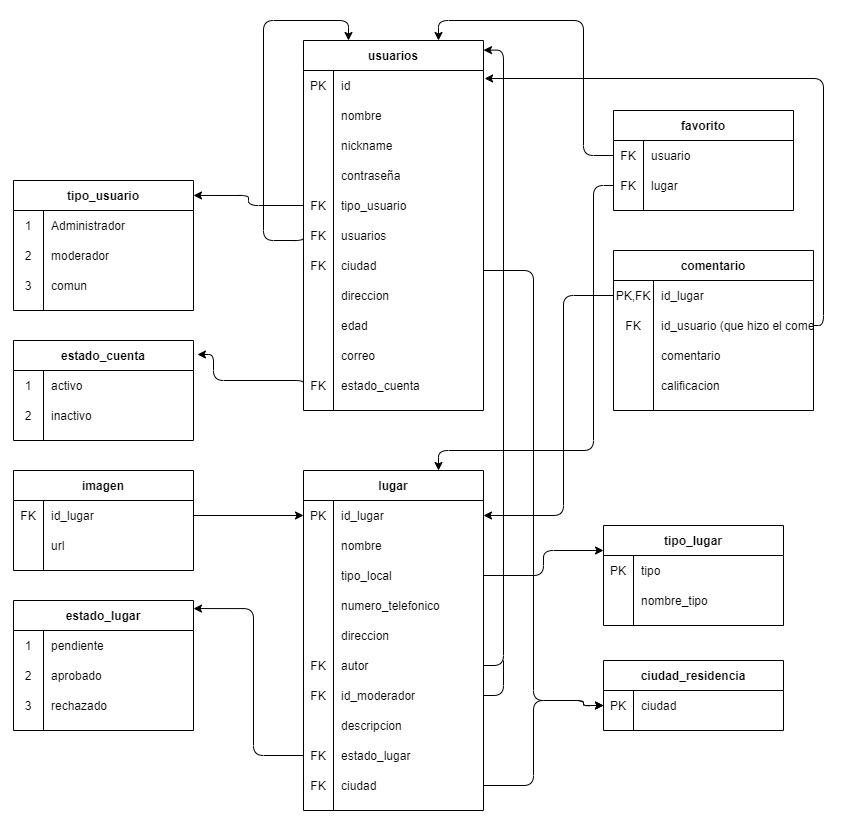 usuarios
PK id
nombre
nickname
contraseña
FK tipo_usuario
FK usuarios
FK ciudad
direccion
edad
correo
FK estado_cuenta
favorito
FK usuario
FK lugar
tipo_usuario
1 Administrador
2 moderador
3 comun
comentario
PK,FK id_lugar
FK id_usuario (que hizo el come
comentario
calificacion
estado_cuenta
1 activo
2 inactivo
imagen
FK id_lugar
url
lugar
PK id_lugar
nombre
tipo_local
numero_telefonico
direccion
FK autor
FK id_moderador
descripcion
FK estado_lugar
FK ciudad
tipo_lugar
PK tipo
nombre_tipo
estado_lugar
1 pendiente
2 aprobado
3 rechazado
ciudad_residencia
PK ciudad